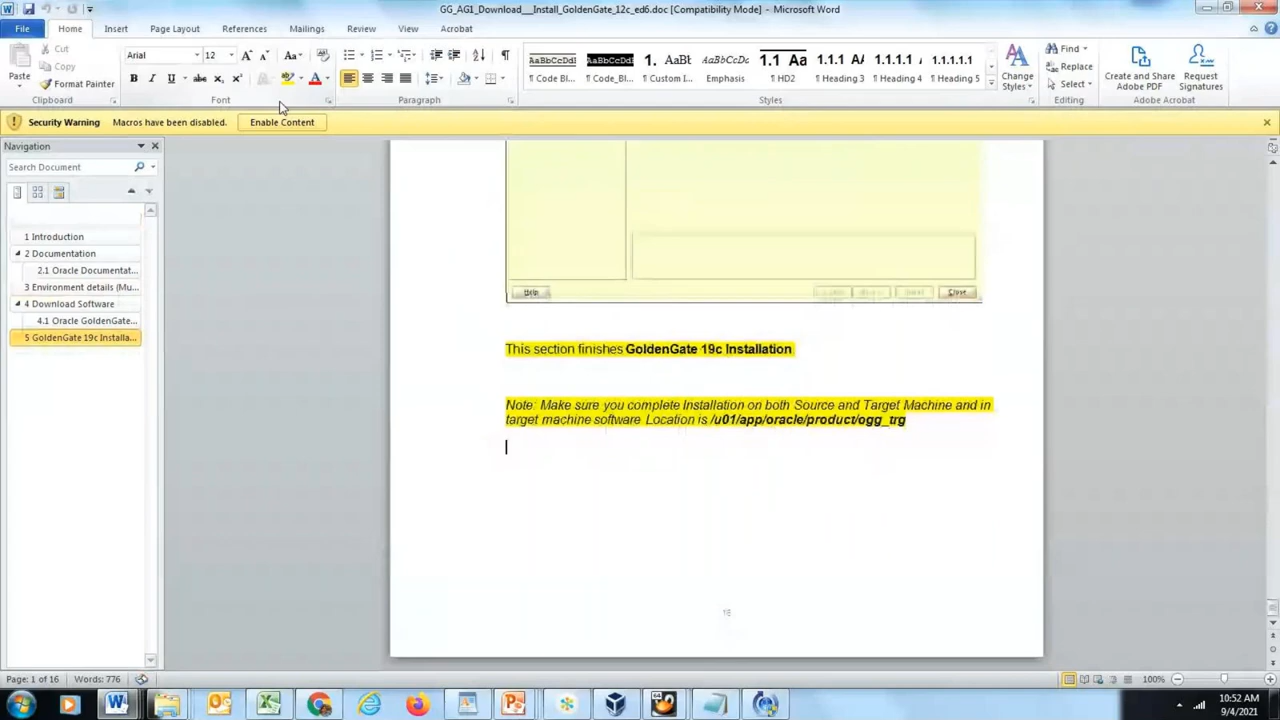 GG_AG1_Download__Install_GoldenGate_12c_ed6.doc [Compatibility Mode] - Microsoft Word
File Home Insert Page Layout References Mailings Review View Acrobat
Paste
Cut
Copy
Format Painter
Clipboard
Arial 12
Font
Paragraph
AaBbCcDdI AaBbCcDdI 1. AaBt AaBbCcDc 1.1 Aa 1.1.1 A 1.1.1.1 1.1.1.1.1
¶ Code Bl... ¶ Code_Bl... ¶ Custom I... Emphasis ¶ HD2 ¶ Heading 3 ¶ Heading 4 ¶ Heading 5
Styles
Change Styles
Find
Replace
Select
Editing
Create and Share Adobe PDF
Request Signatures
Adobe Acrobat
Security Warning Macros have been disabled. Enable Content
Navigation
Search Document
1 Introduction
2 Documentation
2.1 Oracle Documentat...
3 Environment details (Mu...
4 Download Software
4.1 Oracle GoldenGate...
5 GoldenGate 19c Installa...
Help Close
This section finishes GoldenGate 19c Installation
Note: Make sure you complete Installation on both Source and Target Machine and in
target machine software Location is /u01/app/oracle/product/ogg_trg
Page: 1 of 16 Words: 776 100%
10:52 AM
9/4/2021